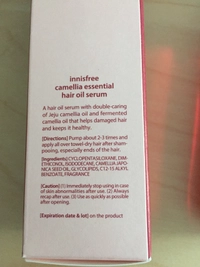 innisfree
camellia essential
hair oil serum
A hair oil serum with double-caring
of Jeju camellia oil and fermented
camellia oil that helps damaged hair
and keeps it healthy.
[Directions] Pump about 2-3 times and
apply all over towel-dry hair after sham-
pooing, especially ends of the hair.
[Ingredients] CYCLOPENTASILOXANE, DIM-
ETHICONOL, ISODODECANE, CAMELLIA JAPO-
NICA SEED OIL, GLYCOLIPIDS, C12-15 ALKYL
BENZOATE, FRAGRANCE
[Caution] (1) Immediately stop using in case
of skin abnormalities after use. (2) Always
recap after use. (3) Use as quickly as possible
after opening.
[Expiration date & lot] on the product